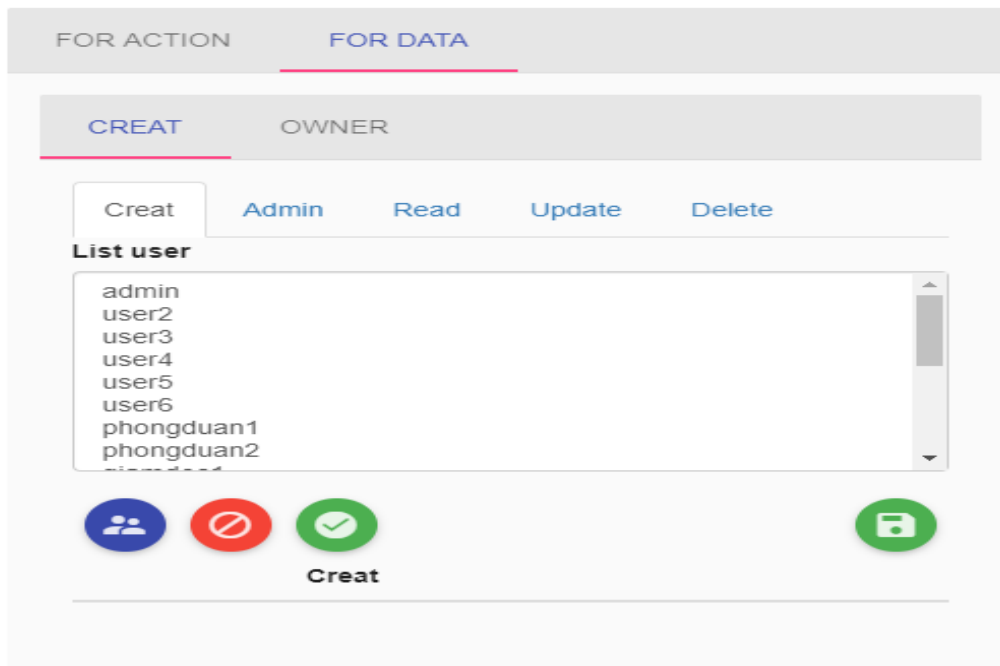 FOR ACTION FOR DATA
CREAT OWNER
Creat Admin Read Update Delete
List user
admin
user2
user3
user4
user5
user6
phongduan1
phongduan2
Creat